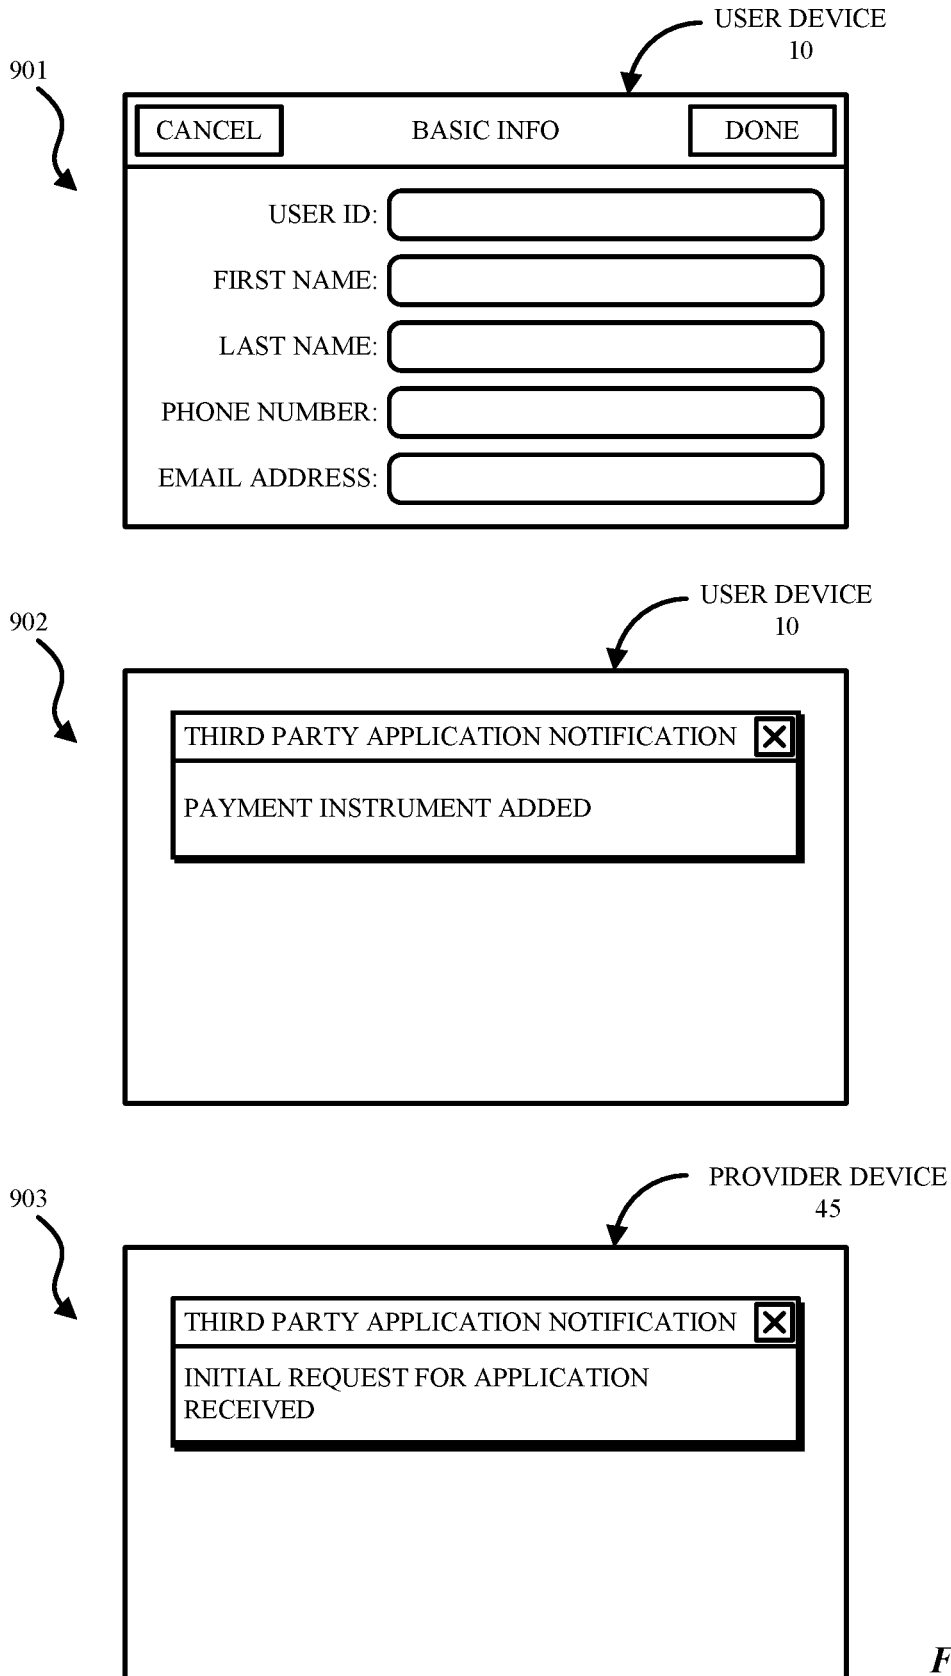 USER DEVICE
10
901
CANCEL
BASIC INFO
DONE
USER ID:
FIRST NAME:
LAST NAME:
PHONE NUMBER:
EMAIL ADDRESS:
USER DEVICE
10
902
THIRD PARTY APPLICATION NOTIFICATION
PAYMENT INSTRUMENT ADDED
PROVIDER DEVICE
45
903
THIRD PARTY APPLICATION NOTIFICATION
INITIAL REQUEST FOR APPLICATION
RECEIVED
F